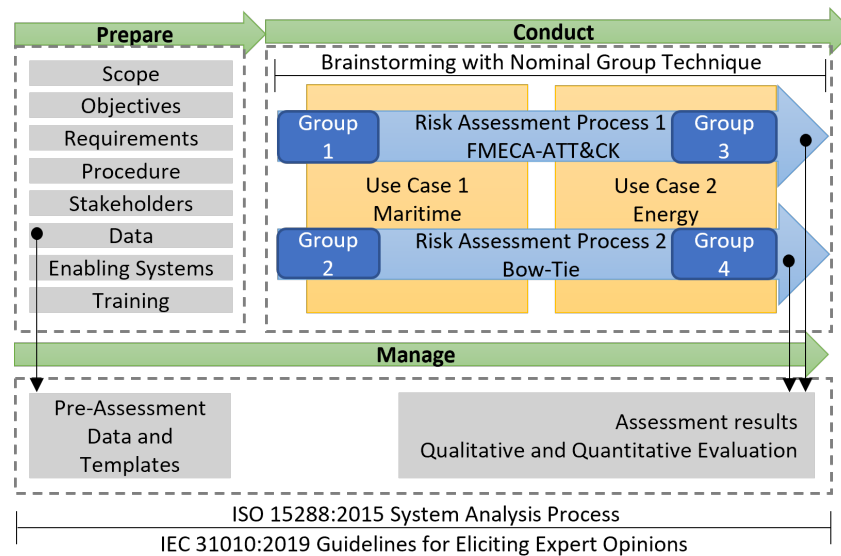 Prepare
Conduct
Scope
Objectives
Requirements
Procedure
Stakeholders
Data
Enabling Systems
Training
Brainstorming with Nominal Group Technique
Group
1
Risk Assessment Process 1
FMECA-ATT&CK
Group
3
Use Case 1
Maritime
Use Case 2
Energy
Group
2
Risk Assessment Process 2
Bow-Tie
Group
4
Manage
Pre-Assessment
Data and
Templates
Assessment results
Qualitative and Quantitative Evaluation
ISO 15288:2015 System Analysis Process
IEC 31010:2019 Guidelines for Eliciting Expert Opinions